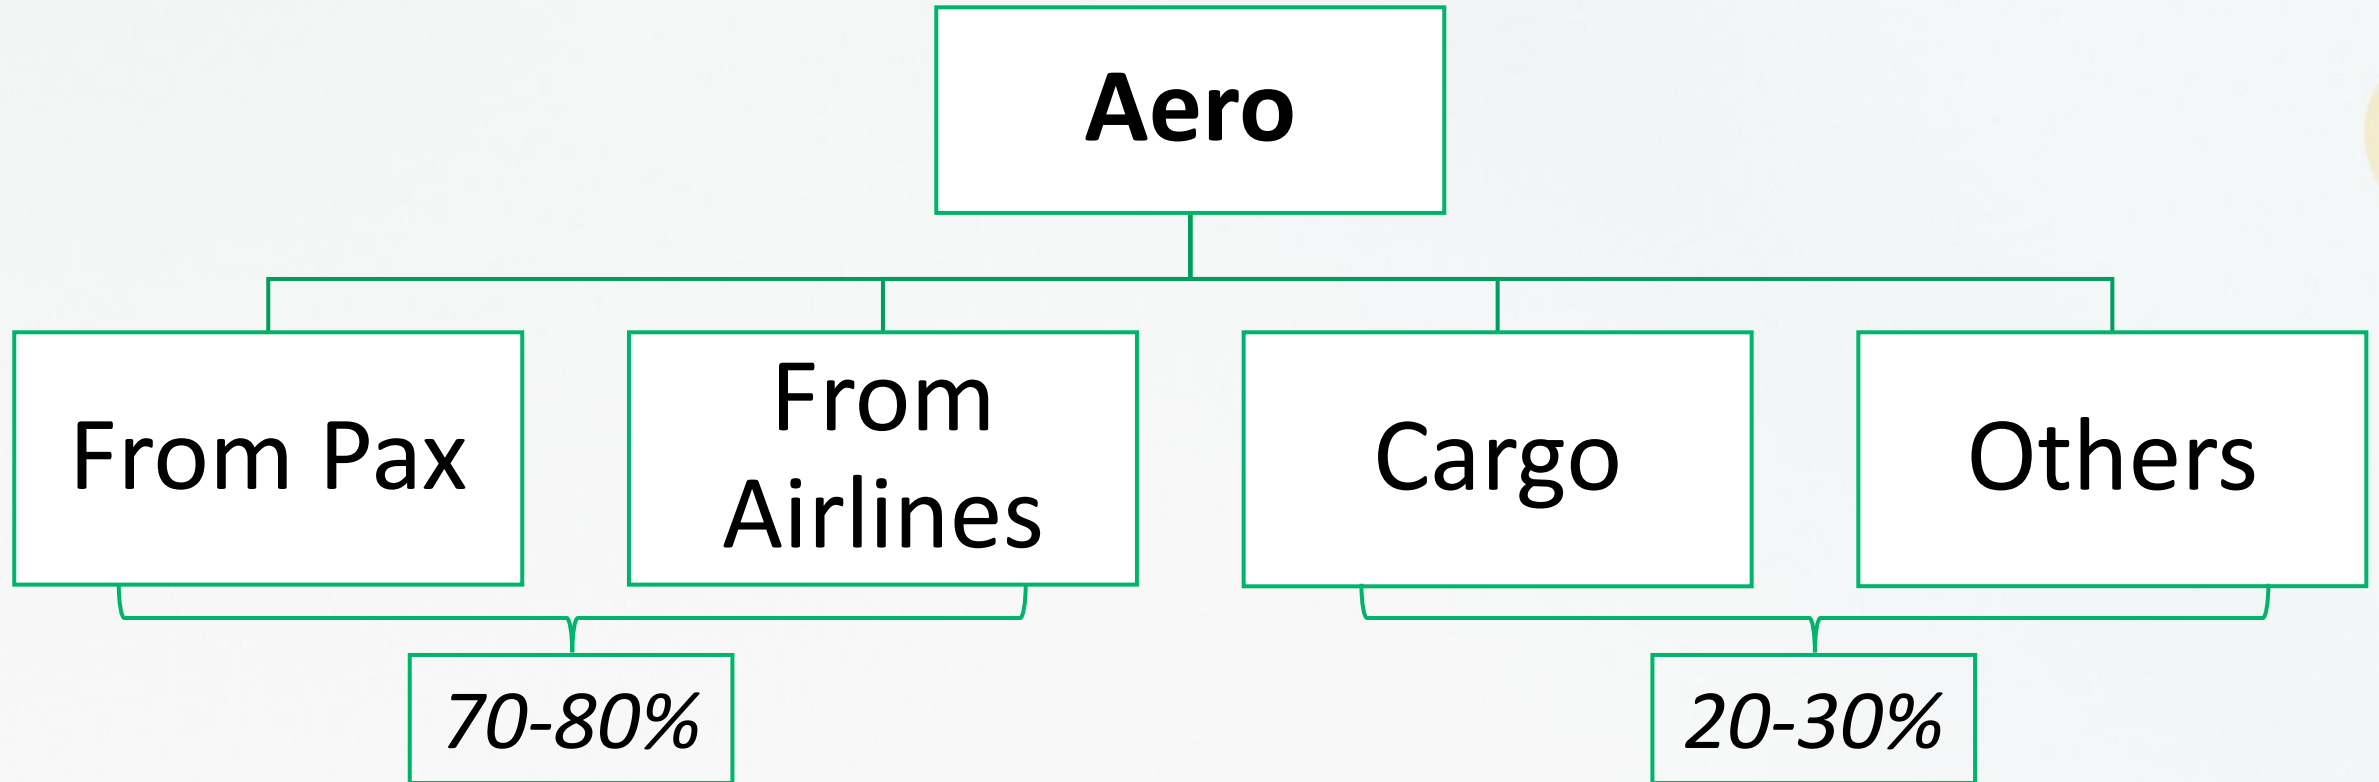 Aero
From Pax
From
Airlines
Cargo
Others
70-80%
20-30%